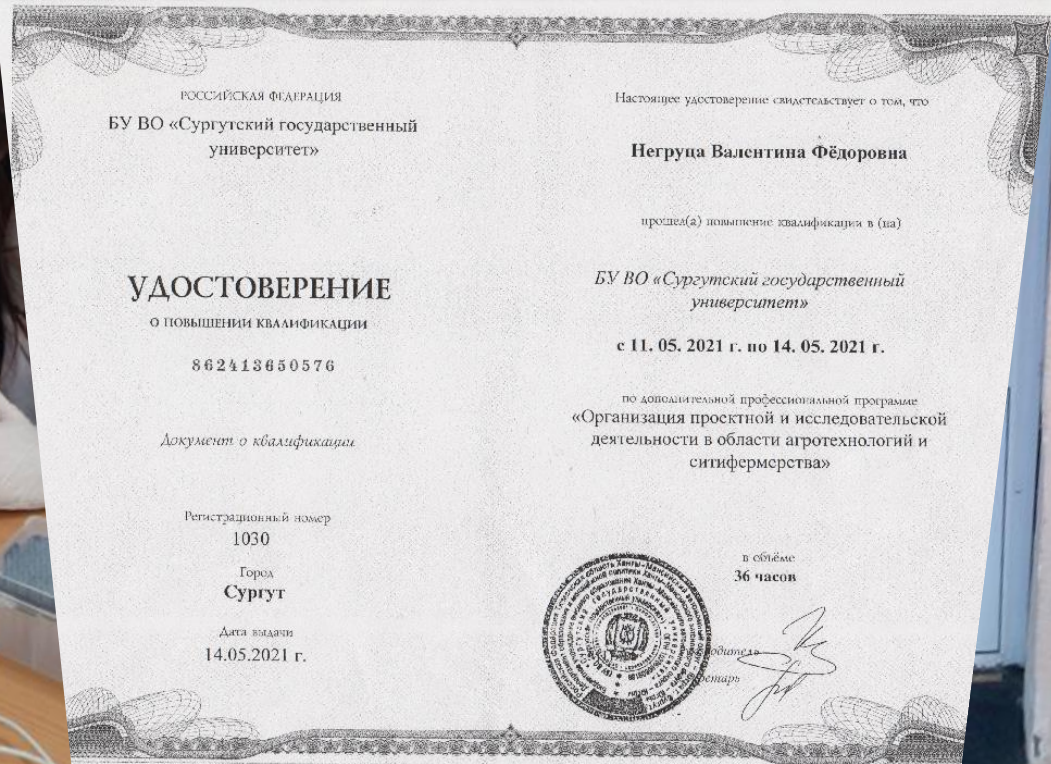 РОССИЙСКАЯ ФЕДЕРАЦИЯ
БУ ВО «Сургутский государственный
университет»
УДОСТОВЕРЕНИЕ
О ПОВЫШЕНИИ КВАЛИФИКАЦИИ
862413650576
Документ о квалификации
Регистрационный номер
1030
Город
Сургут
Дата выдачи
14.05.2021 г.
Настоящее удостоверение свидетельствует о том, что
Негруца Валентина Фёдоровна
прошел(а) повышение квалификации в (на)
БУ ВО «Сургутский государственный
университет»
с 11. 05. 2021 г. по 14. 05. 2021 г.
по дополнительной профессиональной программе
«Организация проектной и исследовательской
деятельности в области агротехнологий и
ситифермерства»
в объёме
36 часов